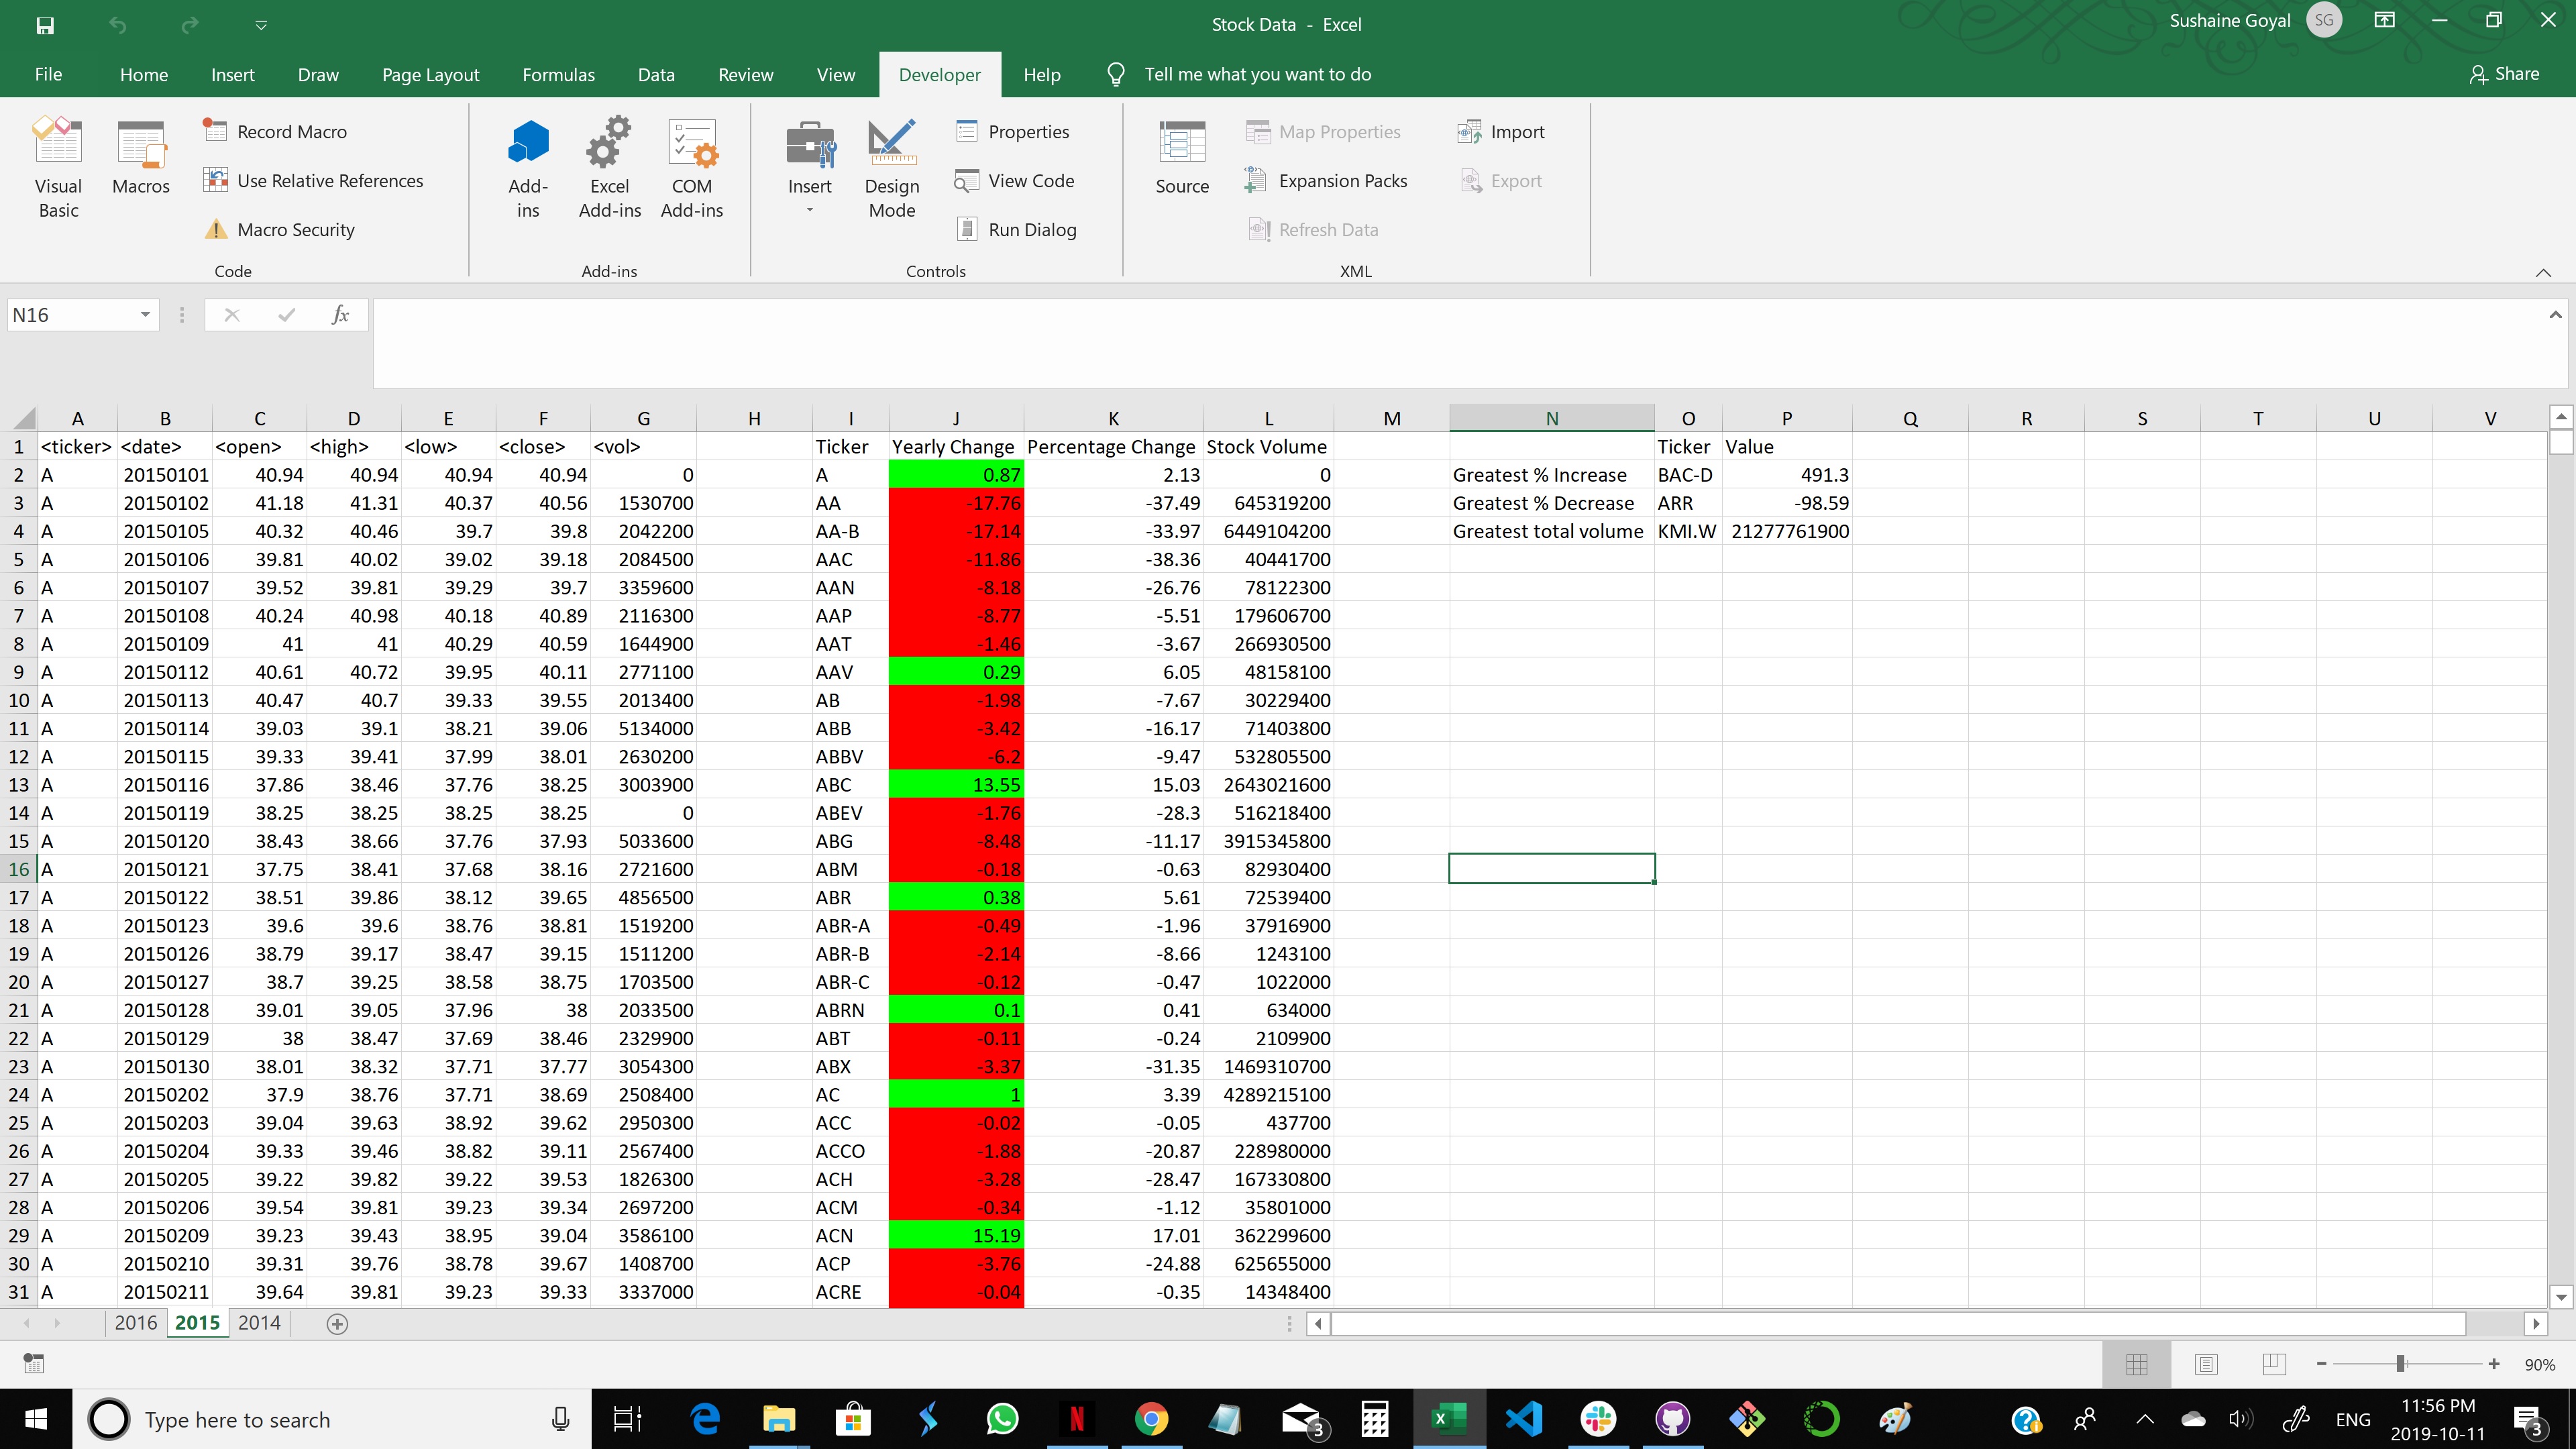 Stock Data - Excel
Sushaine Goyal SG
File Home Insert Draw Page Layout Formulas Data Review View Developer Help Tell me what you want to do Share
Visual Basic
Macros
Record Macro
Use Relative References
Macro Security
Code
Add-ins
Excel Add-ins
COM Add-ins
Add-ins
Insert
Design Mode
Properties
View Code
Run Dialog
Controls
Source
Map Properties
Expansion Packs
Refresh Data
Import
Export
XML
N16 fx
A B C D E F G H I J K L M N O P Q R S T U V
1 <ticker> <date> <open> <high> <low> <close> <vol> Ticker Yearly Change Percentage Change Stock Volume Ticker Value
2 A 20150101 40.94 40.94 40.94 40.94 0 A 0.87 2.13 0 Greatest % Increase BAC-D 491.3
3 A 20150102 41.18 41.31 40.37 40.56 1530700 AA -17.76 -37.49 645319200 Greatest % Decrease ARR -98.59
4 A 20150105 40.32 40.46 39.7 39.8 2042200 AA-B -17.14 -33.97 6449104200 Greatest total volume KMI.W 21277761900
5 A 20150106 39.81 40.02 39.02 39.18 2084500 AAC -11.86 -38.36 40441700
6 A 20150107 39.52 39.81 39.29 39.7 3359600 AAN -8.18 -26.76 78122300
7 A 20150108 40.24 40.98 40.18 40.89 2116300 AAP -8.77 -5.51 179606700
8 A 20150109 41 41 40.29 40.59 1644900 AAT -1.46 -3.67 266930500
9 A 20150112 40.61 40.72 39.95 40.11 2771100 AAV 0.29 6.05 48158100
10 A 20150113 40.47 40.7 39.33 39.55 2013400 AB -1.98 -7.67 30229400
11 A 20150114 39.03 39.1 38.21 39.06 5134000 ABB -3.42 -16.17 71403800
12 A 20150115 39.33 39.41 37.99 38.01 2630200 ABBV -6.2 -9.47 532805500
13 A 20150116 37.86 38.46 37.76 38.25 3003900 ABC 13.55 15.03 2643021600
14 A 20150119 38.25 38.25 38.25 38.25 0 ABEV -1.76 -28.3 516218400
15 A 20150120 38.43 38.66 37.76 37.93 5033600 ABG -8.48 -11.17 3915345800
16 A 20150121 37.75 38.41 37.68 38.16 2721600 ABM -0.18 -0.63 82930400
17 A 20150122 38.51 39.86 38.12 39.65 4856500 ABR 0.38 5.61 72539400
18 A 20150123 39.6 39.6 38.76 38.81 1519200 ABR-A -0.49 -1.96 37916900
19 A 20150126 38.79 39.17 38.47 39.15 1511200 ABR-B -2.14 -8.66 1243100
20 A 20150127 38.7 39.25 38.58 38.75 1703500 ABR-C -0.12 -0.47 1022000
21 A 20150128 39.01 39.05 37.96 38 2033500 ABRN 0.1 0.41 634000
22 A 20150129 38 38.47 37.69 38.46 2329900 ABT -0.11 -0.24 2109900
23 A 20150130 38.01 38.32 37.71 37.77 3054300 ABX -3.37 -31.35 1469310700
24 A 20150202 37.9 38.76 37.71 38.69 2508400 AC 1 3.39 4289215100
25 A 20150203 39.04 39.63 38.92 39.62 2950300 ACC -0.02 -0.05 437700
26 A 20150204 39.33 39.46 38.82 39.11 2567400 ACCO -1.88 -20.87 228980000
27 A 20150205 39.22 39.82 39.22 39.53 1826300 ACH -3.28 -28.47 167330800
28 A 20150206 39.54 39.81 39.23 39.34 2697200 ACM -0.34 -1.12 35801000
29 A 20150209 39.23 39.43 38.95 39.04 3586100 ACN 15.19 17.01 362299600
30 A 20150210 39.31 39.76 38.78 39.67 1408700 ACP -3.76 -24.88 625655000
31 A 20150211 39.64 39.81 39.23 39.33 3337000 ACRE -0.04 -0.35 14348400
2016 2015 2014
90%
Type here to search
3
ENG
11:56 PM
2019-10-11
3